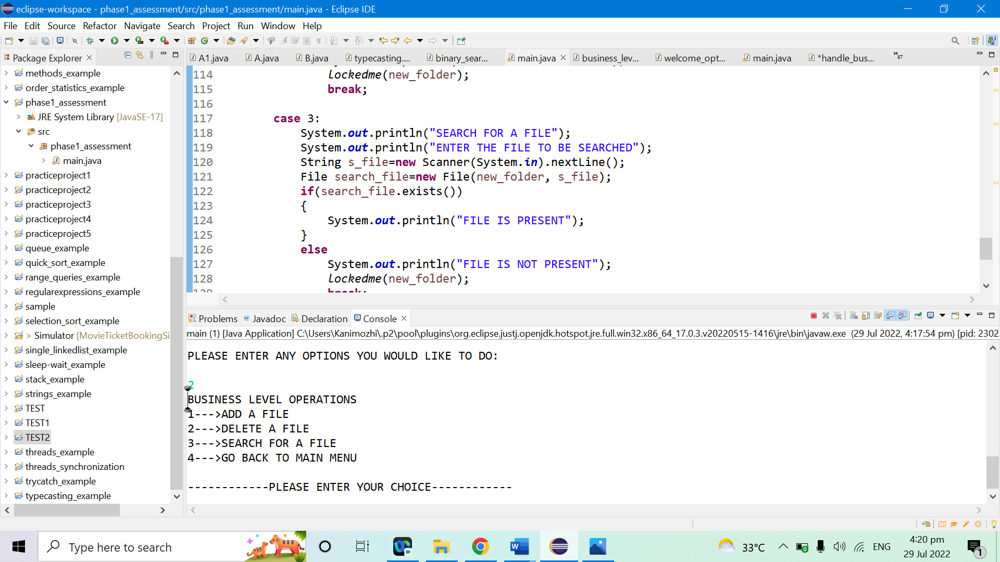 eclipse-workspace - phase1_assessment/src/phase1_assessment/main.java - Eclipse IDE
File Edit Source Refactor Navigate Search Project Run Window Help
Package Explorer
methods_example
order_statistics_example
phase1_assessment
JRE System Library [JavaSE-17]
src
phase1_assessment
main.java
practiceproject1
practiceproject2
practiceproject3
practiceproject4
practiceproject5
queue_example
quick_sort_example
range_queries_example
regularexpressions_example
sample
selection_sort_example
> Simulator [MovieTicketBookingSi
single_linkedlist_example
sleep-wait_example
stack_example
strings_example
TEST
TEST1
TEST2
threads_example
threads_synchronization
trycatch_example
typecasting_example
A1.java A.java B.java typecasting.... binary_sear... main.java business_lev... welcome_opt... main.java *handle_bus... »87
114 lockedme(new_folder);
115 break;
116
117 case 3:
118 System.out.println("SEARCH FOR A FILE");
119 System.out.println("ENTER THE FILE TO BE SEARCHED");
120 String s_file=new Scanner(System.in).nextLine();
121 File search_file=new File(new_folder, s_file);
122 if(search_file.exists())
123 {
124 System.out.println("FILE IS PRESENT");
125 }
126 else
127 System.out.println("FILE IS NOT PRESENT");
128 lockedme(new_folder);
129 break;
Problems @ Javadoc Declaration Console
main (1) [Java Application] C:\Users\Kanimozhi\.p2\pool\plugins\org.eclipse.justj.openjdk.hotspot.jre.full.win32.x86_64_17.0.3.v20220515-1416\jre\bin\javaw.exe (29 Jul 2022, 4:17:54 pm) [pid: 2302
PLEASE ENTER ANY OPTIONS YOU WOULD LIKE TO DO:
2
BUSINESS LEVEL OPERATIONS
1--->ADD A FILE
2--->DELETE A FILE
3--->SEARCH FOR A FILE
4--->GO BACK TO MAIN MENU
------------PLEASE ENTER YOUR CHOICE------------
Type here to search
33°C
ENG
4:20 pm
29 Jul 2022
1